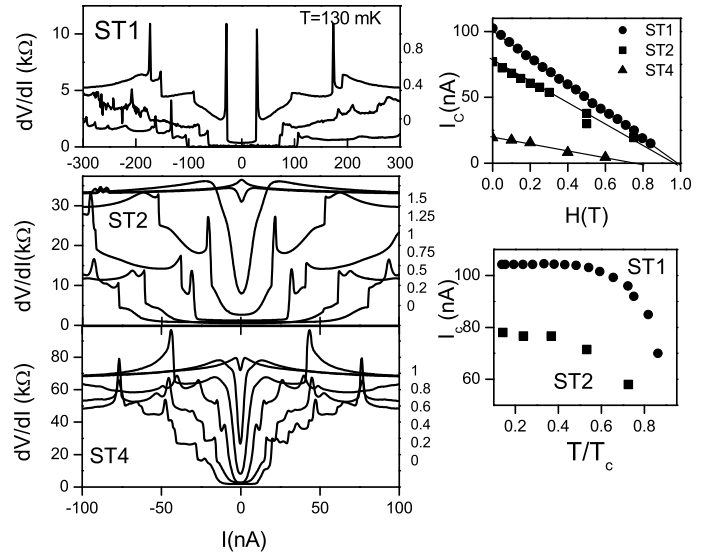 ST1
T=130 mK
dV/dI (kΩ)
10
5
0
0.8
0.4
0
-300 -200 -100 0 100 200 300
ST2
dV/dI(kΩ)
30
20
10
0
1.5
1.25
1
0.75
0.5
0.2
0
ST4
dV/dI (kΩ)
80
60
40
20
0
1
0.8
0.6
0.4
0.2
0
-100 -50 0 50 100
I(nA)
ST1
ST2
ST4
I_C(nA)
100
50
0
0.0 0.2 0.4 0.6 0.8 1.0
H(T)
ST1
ST2
I_c(nA)
100
80
60
0.2 0.4 0.6 0.8
T/T_c